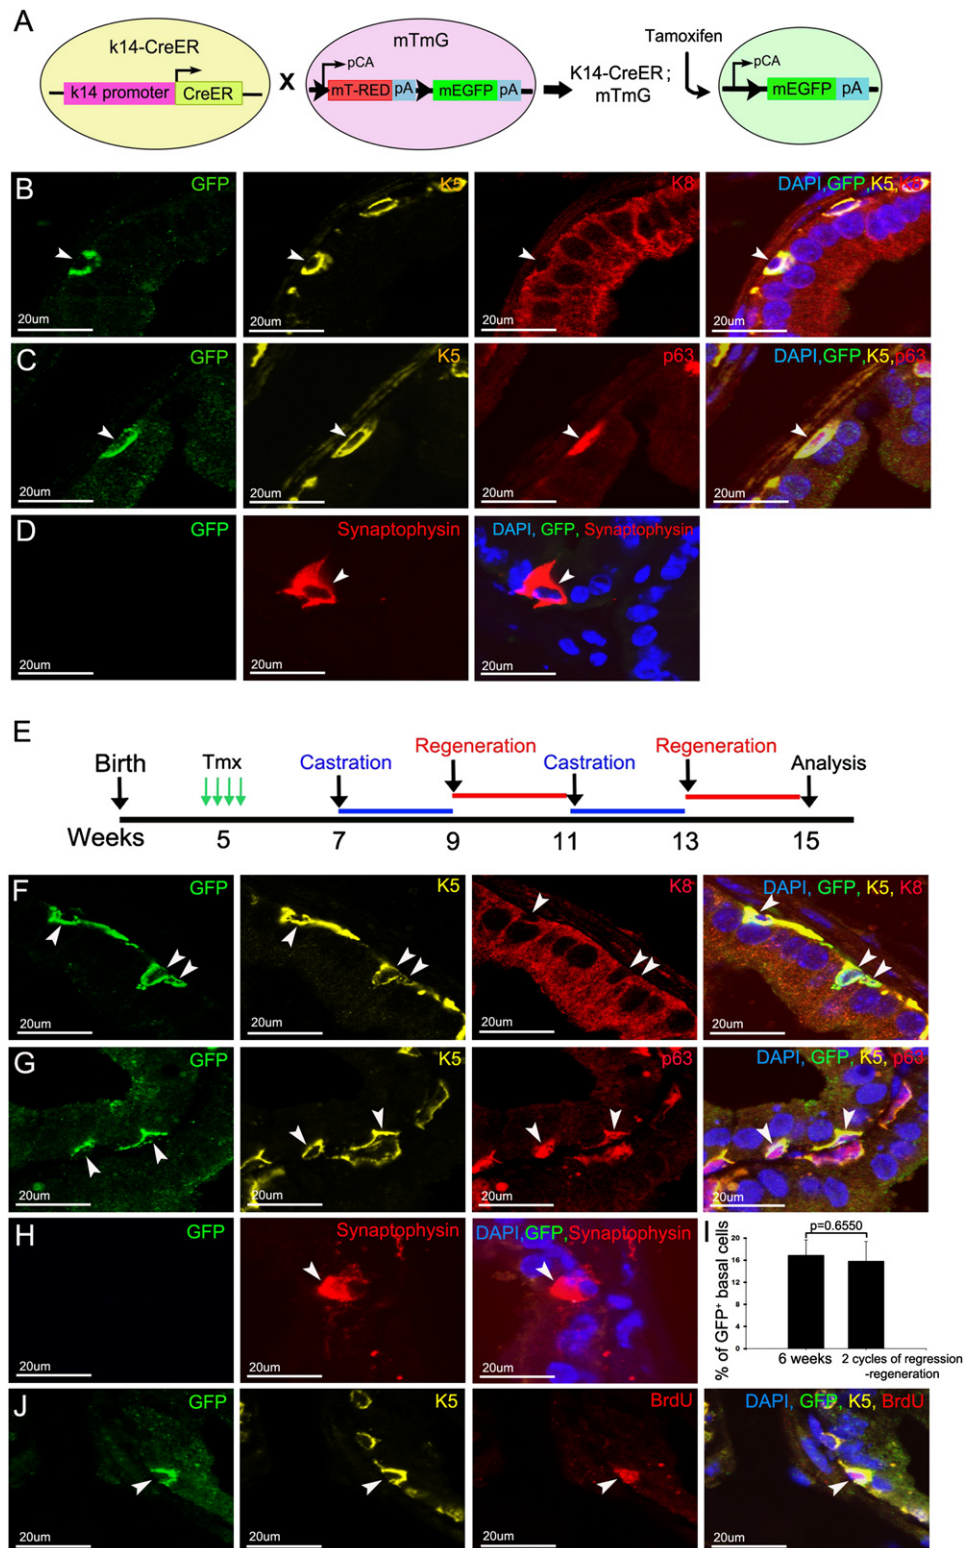 A
k14-CreER
k14 promoter
CreER
X
mTmG
pCA
mT-RED
pA
mEGFP
pA
K14-CreER;
mTmG
Tamoxifen
pCA
mEGFP
pA
B
GFP
20um
K5
20um
K8
20um
DAPI,GFP,K5,K8
20um
C
GFP
20um
K5
20um
p63
20um
DAPI,GFP,K5,p63
20um
D
GFP
20um
Synaptophysin
20um
DAPI, GFP, Synaptophysin
20um
E
Birth
Tmx
Castration
Regeneration
Castration
Regeneration
Analysis
Weeks 5 7 9 11 13 15
F
GFP
20um
K5
20um
K8
20um
DAPI, GFP, K5, K8
20um
G
GFP
20um
K5
20um
p63
20um
DAPI, GFP, K5, p63
20um
H
GFP
20um
Synaptophysin
20um
DAPI,GFP,Synaptophysin
20um
I
p=0.6550
% of GFP+ basal cells
20
16
12
8
4
0
6 weeks
2 cycles of regression
-regeneration
J
GFP
20um
K5
20um
BrdU
20um
DAPI, GFP, K5, BrdU
20um